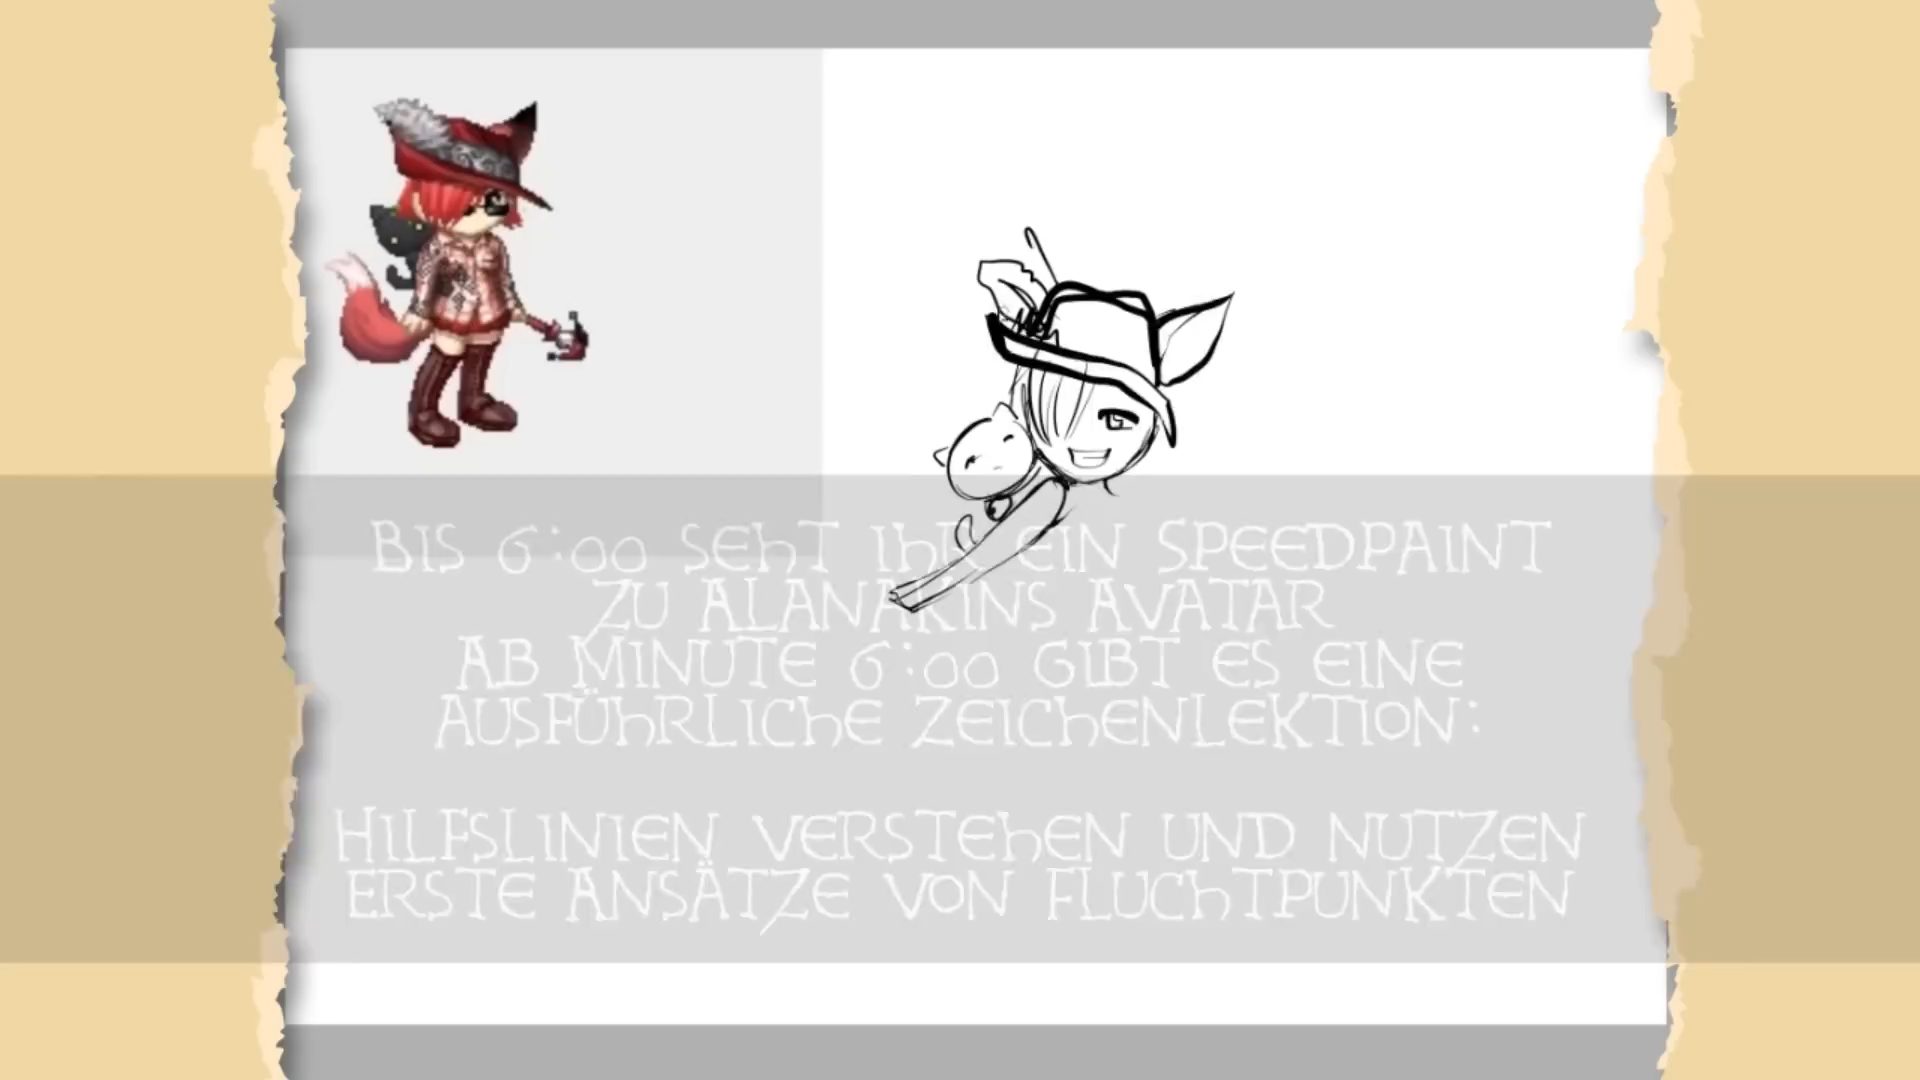 BIS 6:00 SEHT IHR EIN SPEEDPAINT
ZU ALANAKINS AVATAR
AB MINUTE 6:00 GIBT ES EINE
AUSFÜHRLICHE ZEICHENLEKTION:
HILFSLINIEN VERSTEHEN UND NUTZEN
ERSTE ANSÄTZE VON FLUCHTPUNKTEN